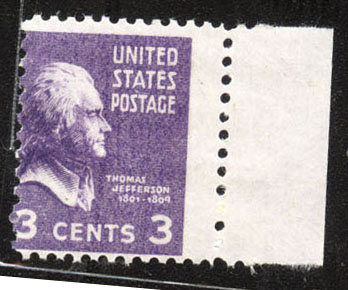 UNITED
STATES
POSTAGE
THOMAS
JEFFERSON
1801-1809
3 CENTS 3